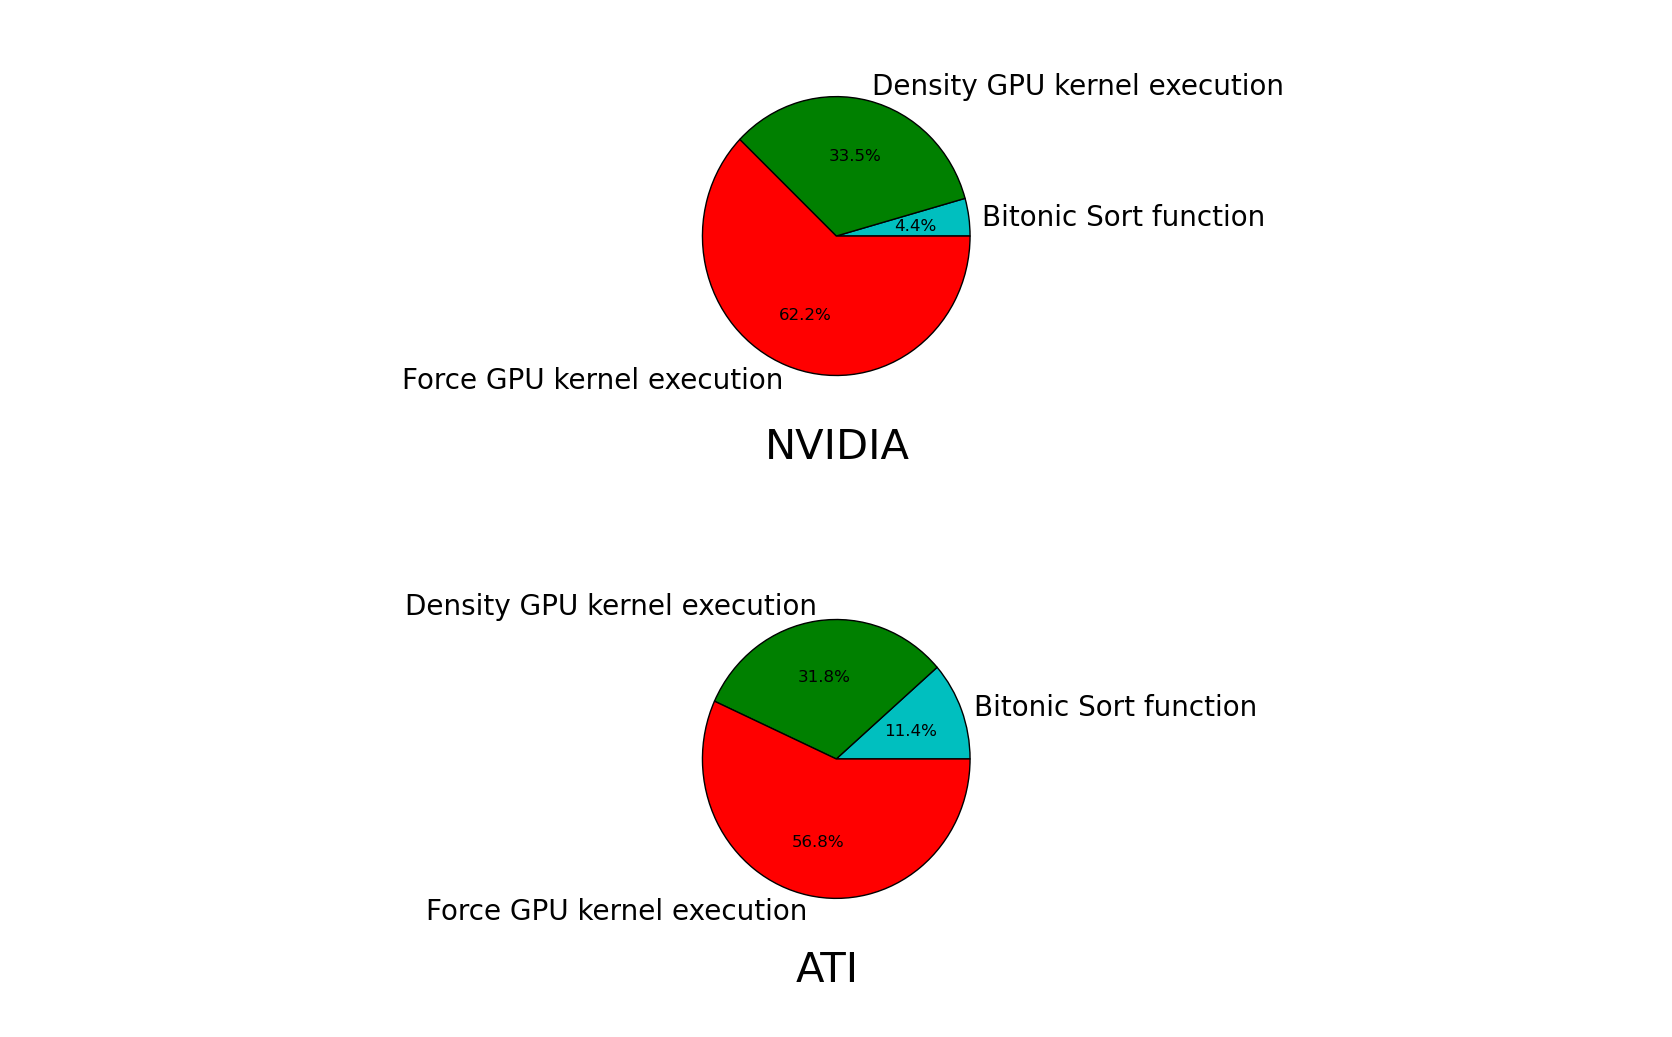 Density GPU kernel execution
33.5%
Bitonic Sort function
4.4%
62.2%
Force GPU kernel execution
NVIDIA
Density GPU kernel execution
31.8%
Bitonic Sort function
11.4%
56.8%
Force GPU kernel execution
ATI